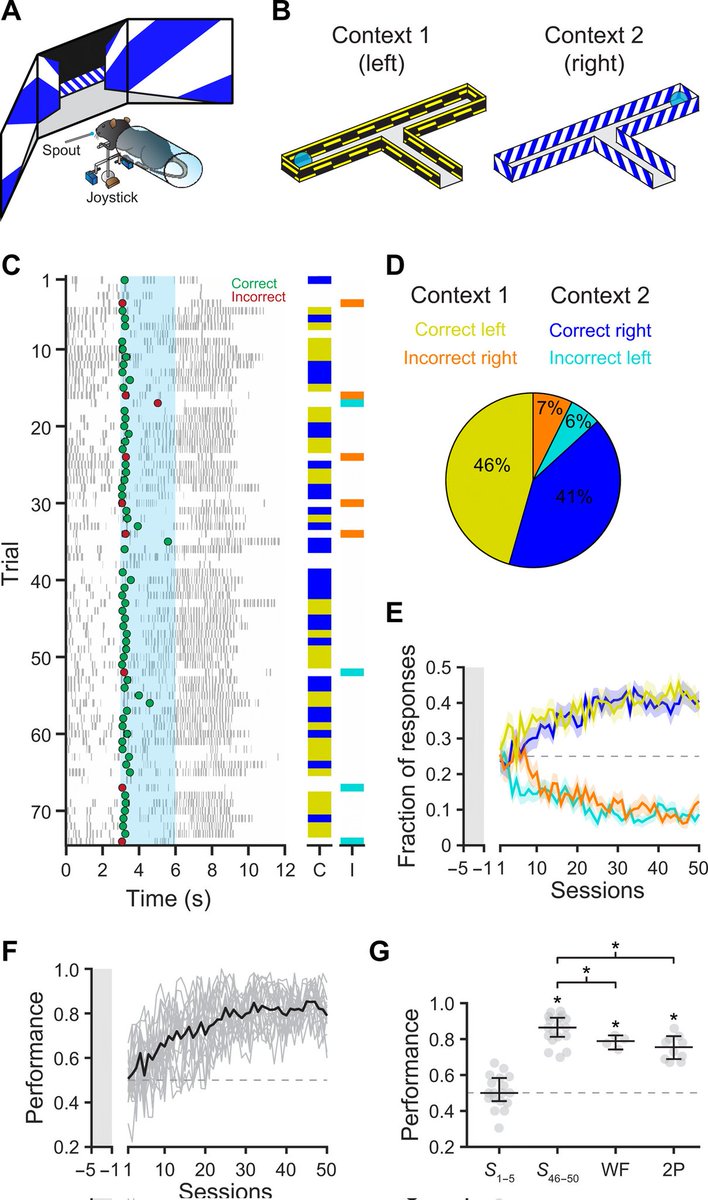 A
Spout
Joystick
B
Context 1
(left)
Context 2
(right)
C
Correct
Incorrect
Trial
1
10
20
30
40
50
60
70
0 2 4 6 8 10 12
C I
Time (s)
D
Context 1 Context 2
Correct left Correct right
Incorrect right Incorrect left
7%
6%
46%
41%
E
Fraction of responses
0.5
0.4
0.3
0.2
0.1
0
−5 −1 1 10 20 30 40 50
Sessions
F
Performance
1.0
0.8
0.6
0.4
0.2
−5 −1 1 10 20 30 40 50
Sessions
G
Performance
1.0
0.8
0.6
0.4
0.2
*
*
* * * *
S1–5 S46–50 WF 2P